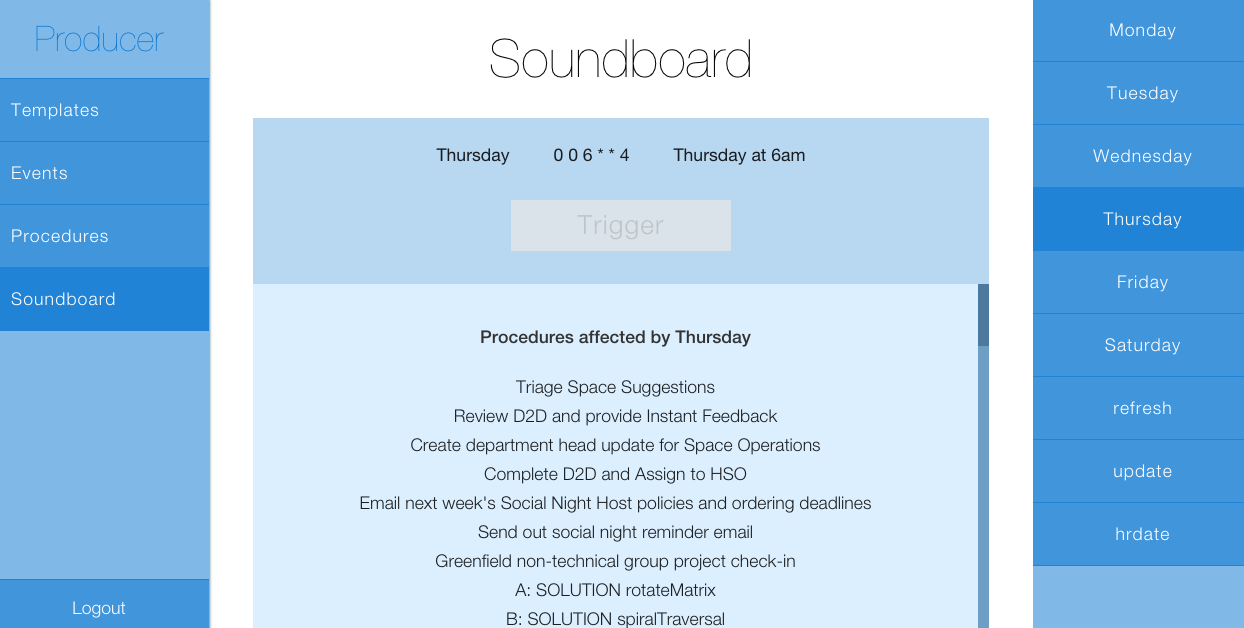 Producer
Templates
Events
Procedures
Soundboard
Logout
Soundboard
Thursday 0 0 6 * * 4 Thursday at 6am
Trigger
Procedures affected by Thursday
Triage Space Suggestions
Review D2D and provide Instant Feedback
Create department head update for Space Operations
Complete D2D and Assign to HSO
Email next week's Social Night Host policies and ordering deadlines
Send out social night reminder email
Greenfield non-technical group project check-in
A: SOLUTION rotateMatrix
B: SOLUTION spiralTraversal
Monday
Tuesday
Wednesday
Thursday
Friday
Saturday
refresh
update
hrdate